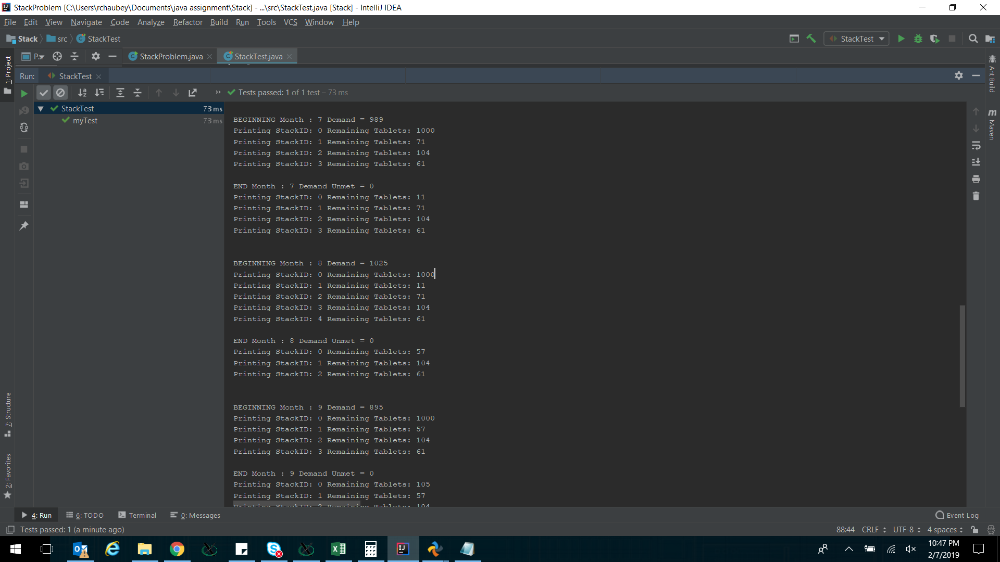 StackProblem [C:\Users\rchaubey\Documents\java assignment\Stack] - ...\src\StackTest.java [Stack] - IntelliJ IDEA
File Edit View Navigate Code Analyze Refactor Build Run Tools VCS Window Help
Stack src StackTest StackTest
P.. StackProblem.java StackTest.java
1: Project
Ant Build
Maven
Run: StackTest
Tests passed: 1 of 1 test – 73 ms
StackTest 73 ms
myTest 73 ms
BEGINNING Month : 7 Demand = 989
Printing StackID: 0 Remaining Tablets: 1000
Printing StackID: 1 Remaining Tablets: 71
Printing StackID: 2 Remaining Tablets: 104
Printing StackID: 3 Remaining Tablets: 61
END Month : 7 Demand Unmet = 0
Printing StackID: 0 Remaining Tablets: 11
Printing StackID: 1 Remaining Tablets: 71
Printing StackID: 2 Remaining Tablets: 104
Printing StackID: 3 Remaining Tablets: 61
BEGINNING Month : 8 Demand = 1025
Printing StackID: 0 Remaining Tablets: 1000
Printing StackID: 1 Remaining Tablets: 11
Printing StackID: 2 Remaining Tablets: 71
Printing StackID: 3 Remaining Tablets: 104
Printing StackID: 4 Remaining Tablets: 61
END Month : 8 Demand Unmet = 0
Printing StackID: 0 Remaining Tablets: 57
Printing StackID: 1 Remaining Tablets: 104
Printing StackID: 2 Remaining Tablets: 61
BEGINNING Month : 9 Demand = 895
Printing StackID: 0 Remaining Tablets: 1000
Printing StackID: 1 Remaining Tablets: 57
Printing StackID: 2 Remaining Tablets: 104
Printing StackID: 3 Remaining Tablets: 61
END Month : 9 Demand Unmet = 0
Printing StackID: 0 Remaining Tablets: 105
Printing StackID: 1 Remaining Tablets: 57
Printing StackID: 2 Remaining Tablets: 104
7: Structure
2: Favorites
4: Run 6: TODO Terminal 0: Messages Event Log
Tests passed: 1 (a minute ago) 88:44 CRLF UTF-8 4 spaces
10:47 PM
2/7/2019